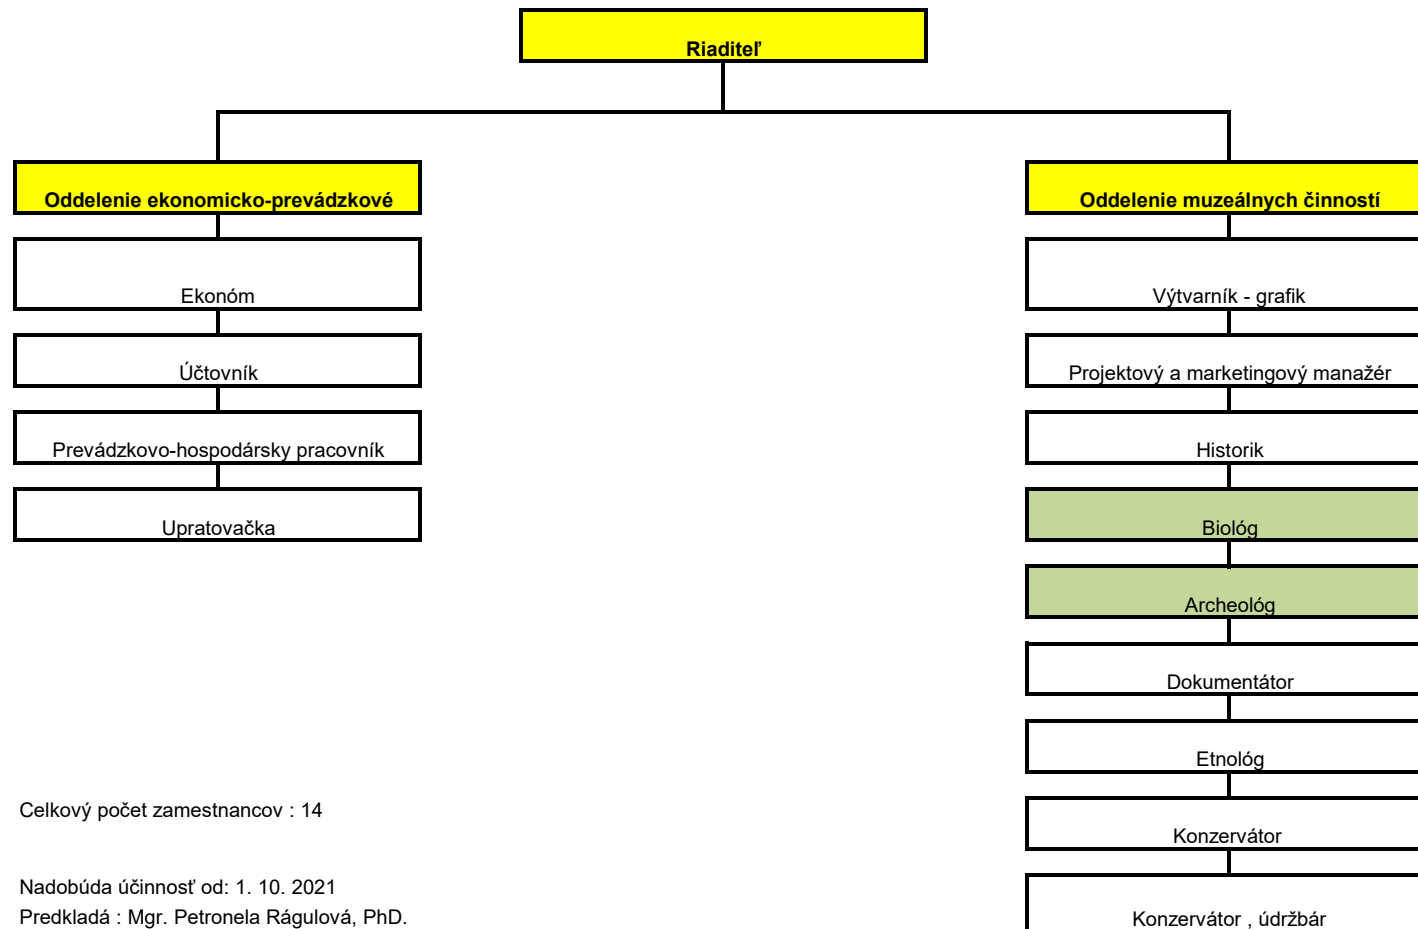 Riaditeľ
Oddelenie ekonomicko-prevádzkové
Ekonóm
Účtovník
Prevádzkovo-hospodársky pracovník
Upratovačka
Oddelenie muzeálnych činností
Výtvarník - grafik
Projektový a marketingový manažér
Historik
Biológ
Archeológ
Dokumentátor
Etnológ
Konzervátor
Konzervátor , údržbár
Celkový počet zamestnancov : 14
Nadobúda účinnosť od: 1. 10. 2021
Predkladá : Mgr. Petronela Rágulová, PhD.